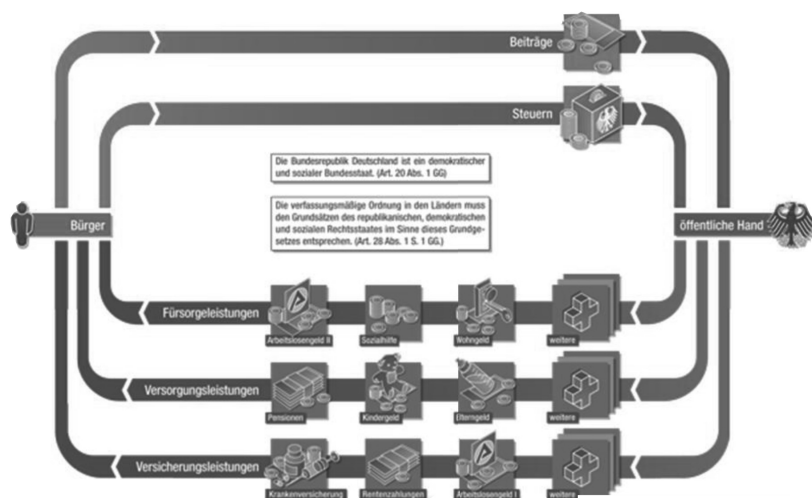 Beiträge
Steuern
Die Bundesrepublik Deutschland ist ein demokratischer
und sozialer Bundesstaat. (Art. 20 Abs. 1 GG)
Die verfassungsmäßige Ordnung in den Ländern muss
den Grundsätzen des republikanischen, demokratischen
und sozialen Rechtsstaates im Sinne dieses Grundge-
setzes entsprechen. (Art. 28 Abs. 1 S. 1 GG.)
Bürger
öffentliche Hand
Fürsorgeleistungen
Arbeitslosengeld II
Sozialhilfe
Wohngeld
weitere
Versorgungsleistungen
Pensionen
Kindergeld
Elterngeld
weitere
Versicherungsleistungen
Krankenversicherung
Rentenzahlungen
Arbeitslosengeld I
weitere